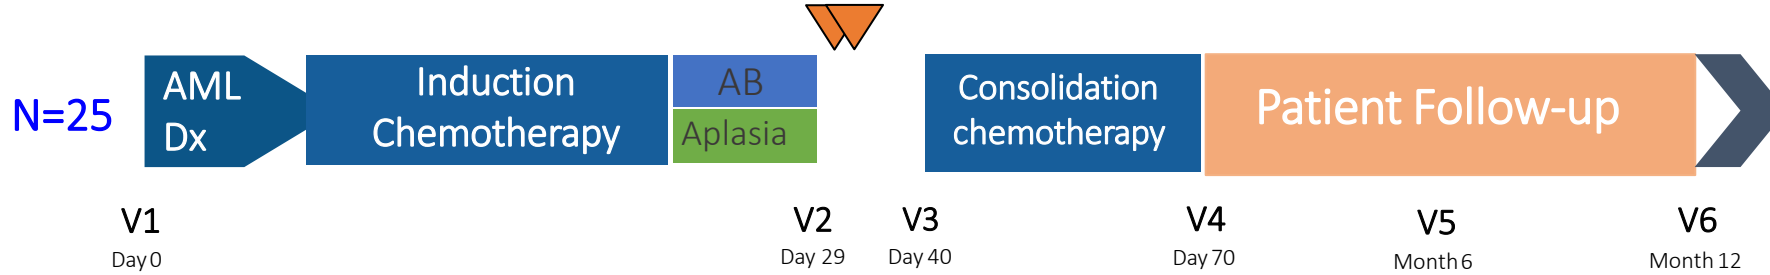 N=25
AML
Dx
Induction
Chemotherapy
AB
Aplasia
Consolidation
chemotherapy
Patient Follow-up
V1
Day 0
V2
Day 29
V3
Day 40
V4
Day 70
V5
Month 6
V6
Month 12